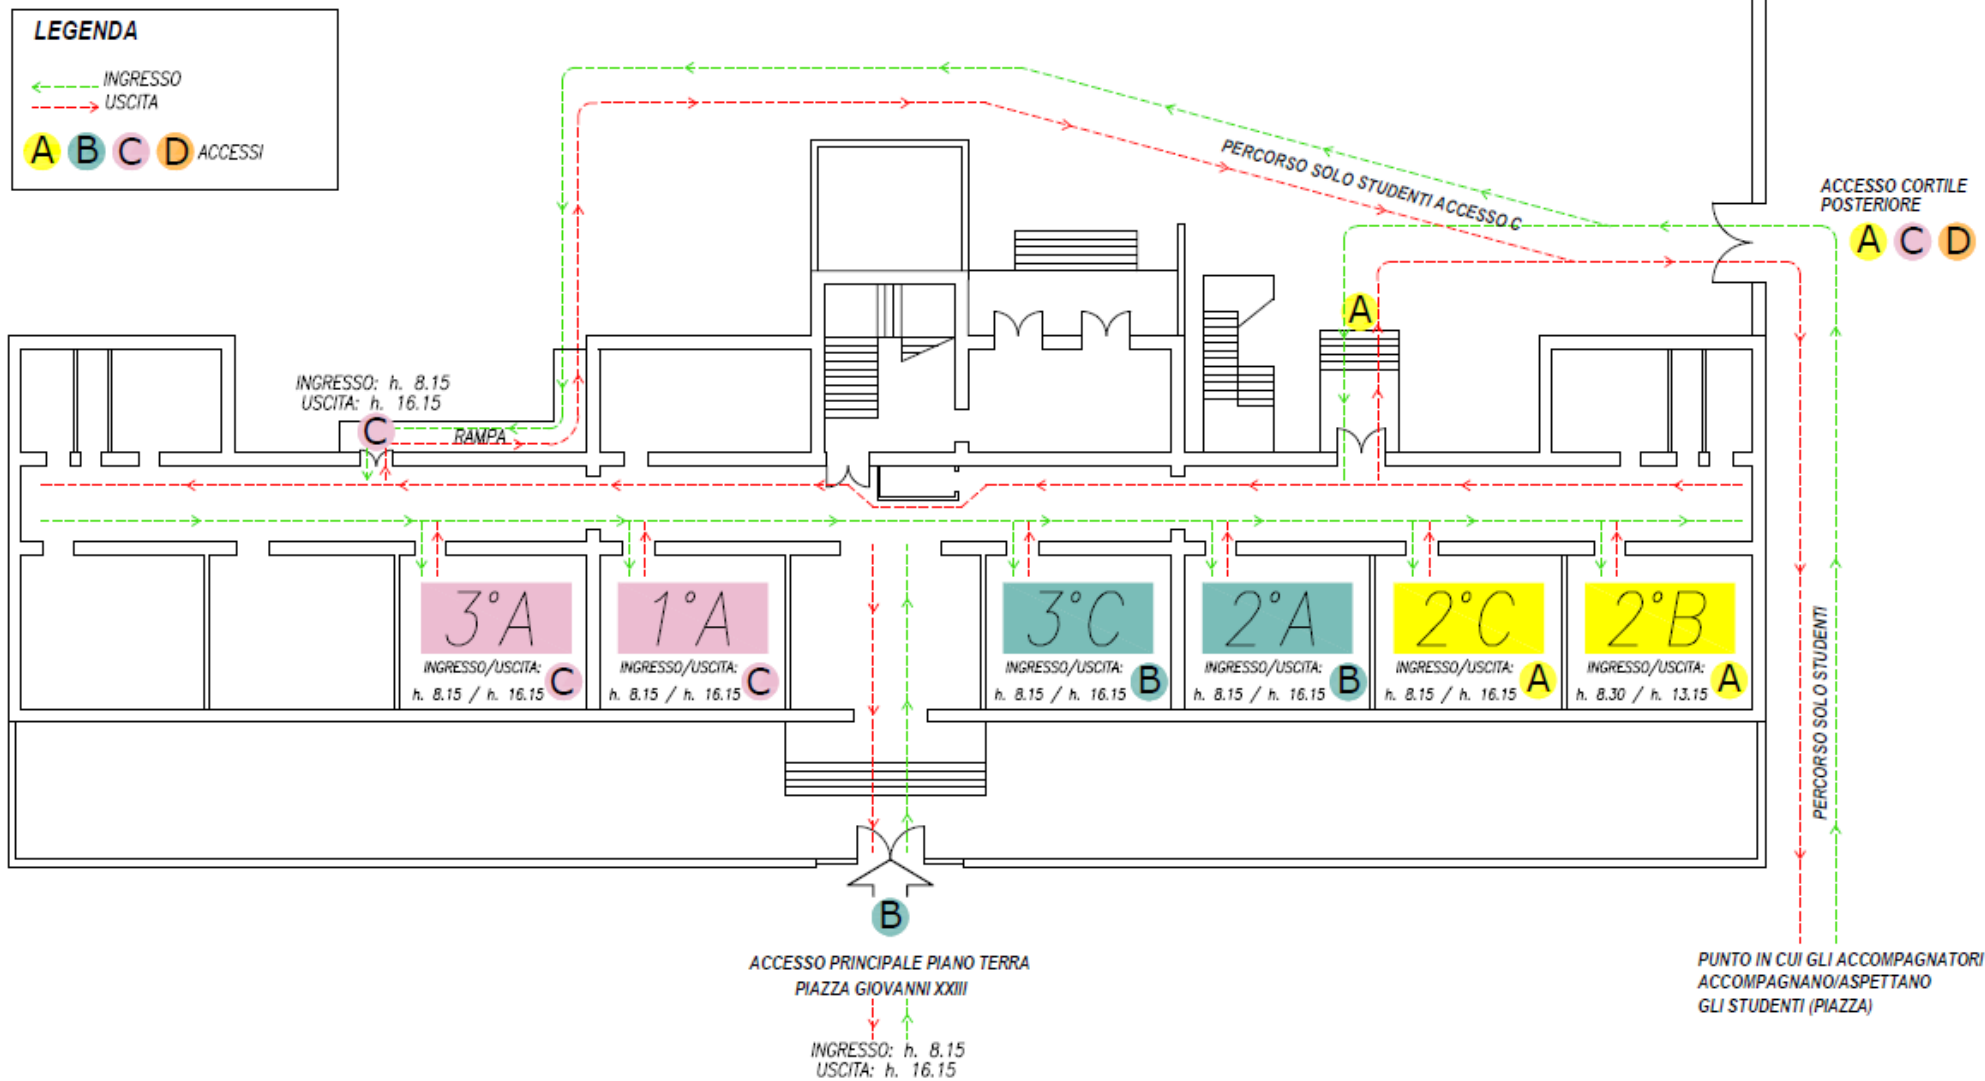 LEGENDA
INGRESSO
USCITA
A B C D ACCESSI
PERCORSO SOLO STUDENTI ACCESSO C
ACCESSO CORTILE
POSTERIORE
A C D
A
INGRESSO: h. 8.15
USCITA: h. 16.15
C
RAMPA
3°A
INGRESSO/USCITA:
h. 8.15 / h. 16.15 C
1°A
INGRESSO/USCITA:
h. 8.15 / h. 16.15 C
3°C
INGRESSO/USCITA:
h. 8.15 / h. 16.15 B
2°A
INGRESSO/USCITA:
h. 8.15 / h. 16.15 B
2°C
INGRESSO/USCITA:
h. 8.15 / h. 16.15 A
2°B
INGRESSO/USCITA:
h. 8.30 / h. 13.15 A
PERCORSO SOLO STUDENTI
B
ACCESSO PRINCIPALE PIANO TERRA
PIAZZA GIOVANNI XXIII
INGRESSO: h. 8.15
USCITA: h. 16.15
PUNTO IN CUI GLI ACCOMPAGNATORI
ACCOMPAGNANO/ASPETTANO
GLI STUDENTI (PIAZZA)